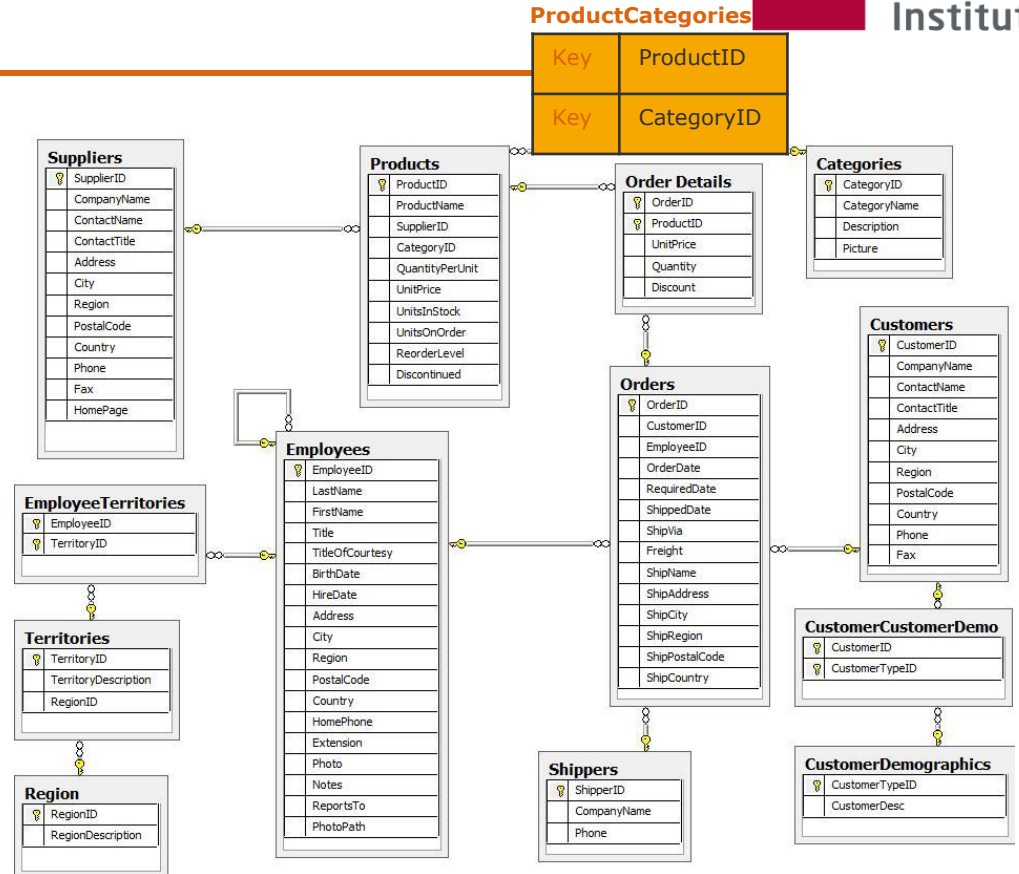 ProductCategories
Institut
Key ProductID
Key CategoryID
Suppliers
SupplierID
CompanyName
ContactName
ContactTitle
Address
City
Region
PostalCode
Country
Phone
Fax
HomePage
Products
ProductID
ProductName
SupplierID
CategoryID
QuantityPerUnit
UnitPrice
UnitsInStock
UnitsOnOrder
ReorderLevel
Discontinued
Order Details
OrderID
ProductID
UnitPrice
Quantity
Discount
Categories
CategoryID
CategoryName
Description
Picture
Customers
CustomerID
CompanyName
ContactName
ContactTitle
Address
City
Region
PostalCode
Country
Phone
Fax
Orders
OrderID
CustomerID
EmployeeID
OrderDate
RequiredDate
ShippedDate
ShipVia
Freight
ShipName
ShipAddress
ShipCity
ShipRegion
ShipPostalCode
ShipCountry
Employees
EmployeeID
LastName
FirstName
Title
TitleOfCourtesy
BirthDate
HireDate
Address
City
Region
PostalCode
Country
HomePhone
Extension
Photo
Notes
ReportsTo
PhotoPath
EmployeeTerritories
EmployeeID
TerritoryID
Territories
TerritoryID
TerritoryDescription
RegionID
Region
RegionID
RegionDescription
Shippers
ShipperID
CompanyName
Phone
CustomerCustomerDemo
CustomerID
CustomerTypeID
CustomerDemographics
CustomerTypeID
CustomerDesc